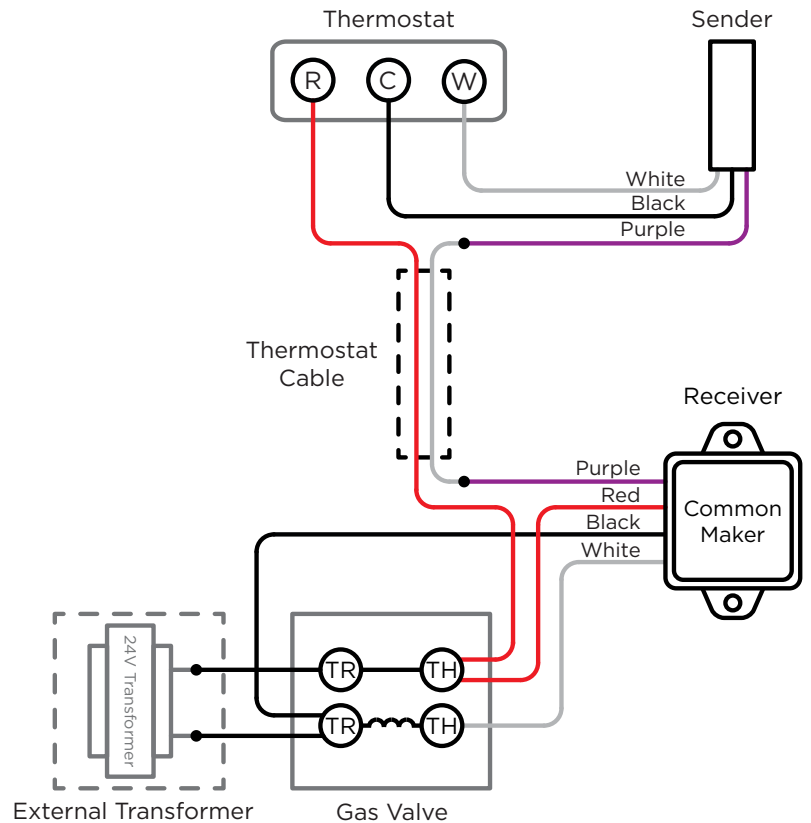 Thermostat
Sender
R
C
W
White
Black
Purple
Thermostat
Cable
Receiver
Purple
Red
Black
White
Common
Maker
24V Transformer
TR
TH
TR
TH
External Transformer
Gas Valve